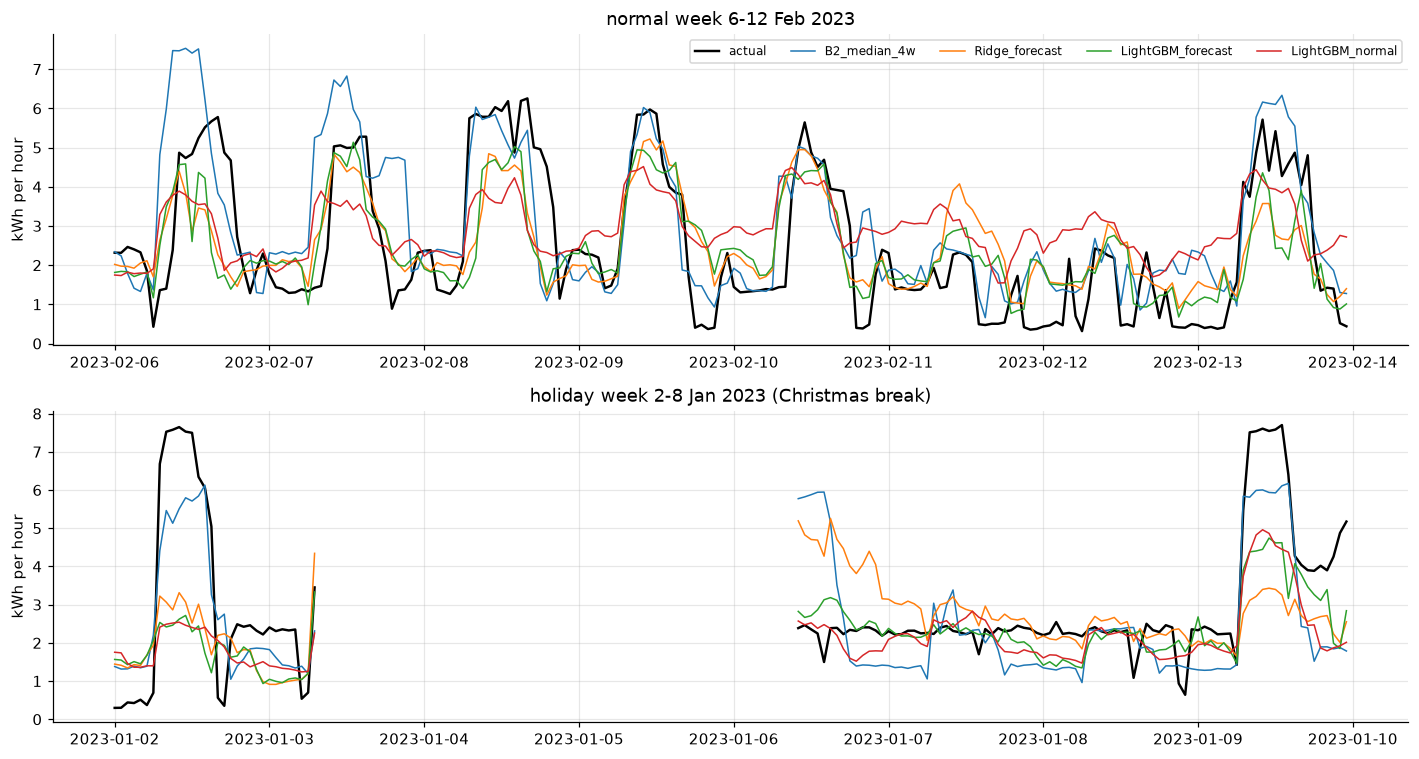 normal week 6-12 Feb 2023
actual B2_median_4w Ridge_forecast LightGBM_forecast LightGBM_normal
kWh per hour
7
6
5
4
3
2
1
0
2023-02-06 2023-02-07 2023-02-08 2023-02-09 2023-02-10 2023-02-11 2023-02-12 2023-02-13 2023-02-14
holiday week 2-8 Jan 2023 (Christmas break)
kWh per hour
8
7
6
5
4
3
2
1
0
2023-01-02 2023-01-03 2023-01-04 2023-01-05 2023-01-06 2023-01-07 2023-01-08 2023-01-09 2023-01-10